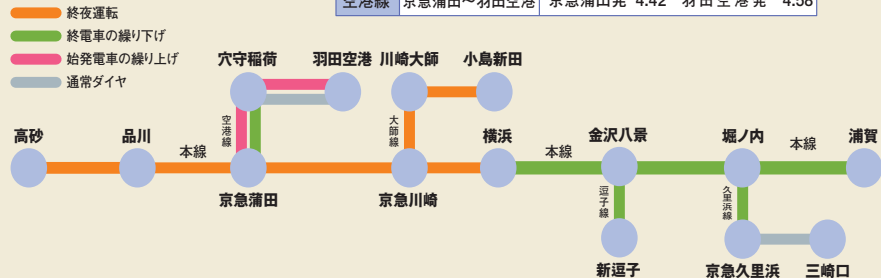 空港線 京急蒲田〜羽田空港 京急蒲田発 4:42 羽田空港発 4:58
終夜運転
終電車の繰り下げ
始発電車の繰り上げ
通常ダイヤ
穴守稲荷 羽田空港 川崎大師 小島新田
空港線
大師線
高砂 品川 本線 横浜 本線 金沢八景 堀ノ内 本線 浦賀
京急蒲田 京急川崎
逗子線
久里浜線
新逗子 京急久里浜 三崎口